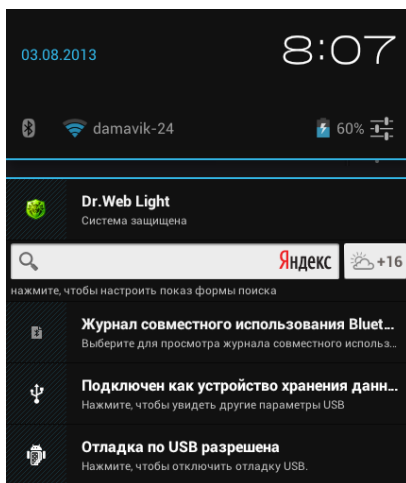 03.08.2013
8:07
damavik-24
60%
Dr.Web Light
Система защищена
Яндекс
+16
нажмите, чтобы настроить показ формы поиска
Журнал совместного использования Bluet...
Выберите для просмотра журнала совместного использ...
Подключен как устройство хранения данн...
Нажмите, чтобы увидеть другие параметры USB
Отладка по USB разрешена
Нажмите, чтобы отключить отладку USB.